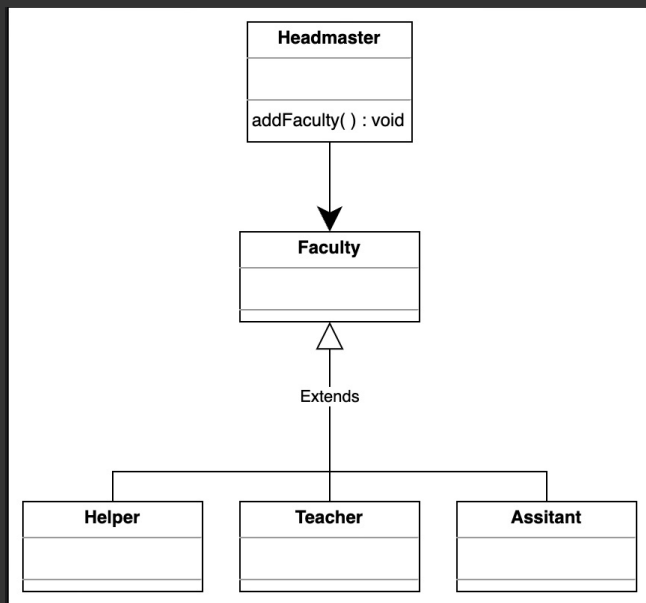 Headmaster
addFaculty( ) : void
Faculty
Extends
Helper
Teacher
Assitant